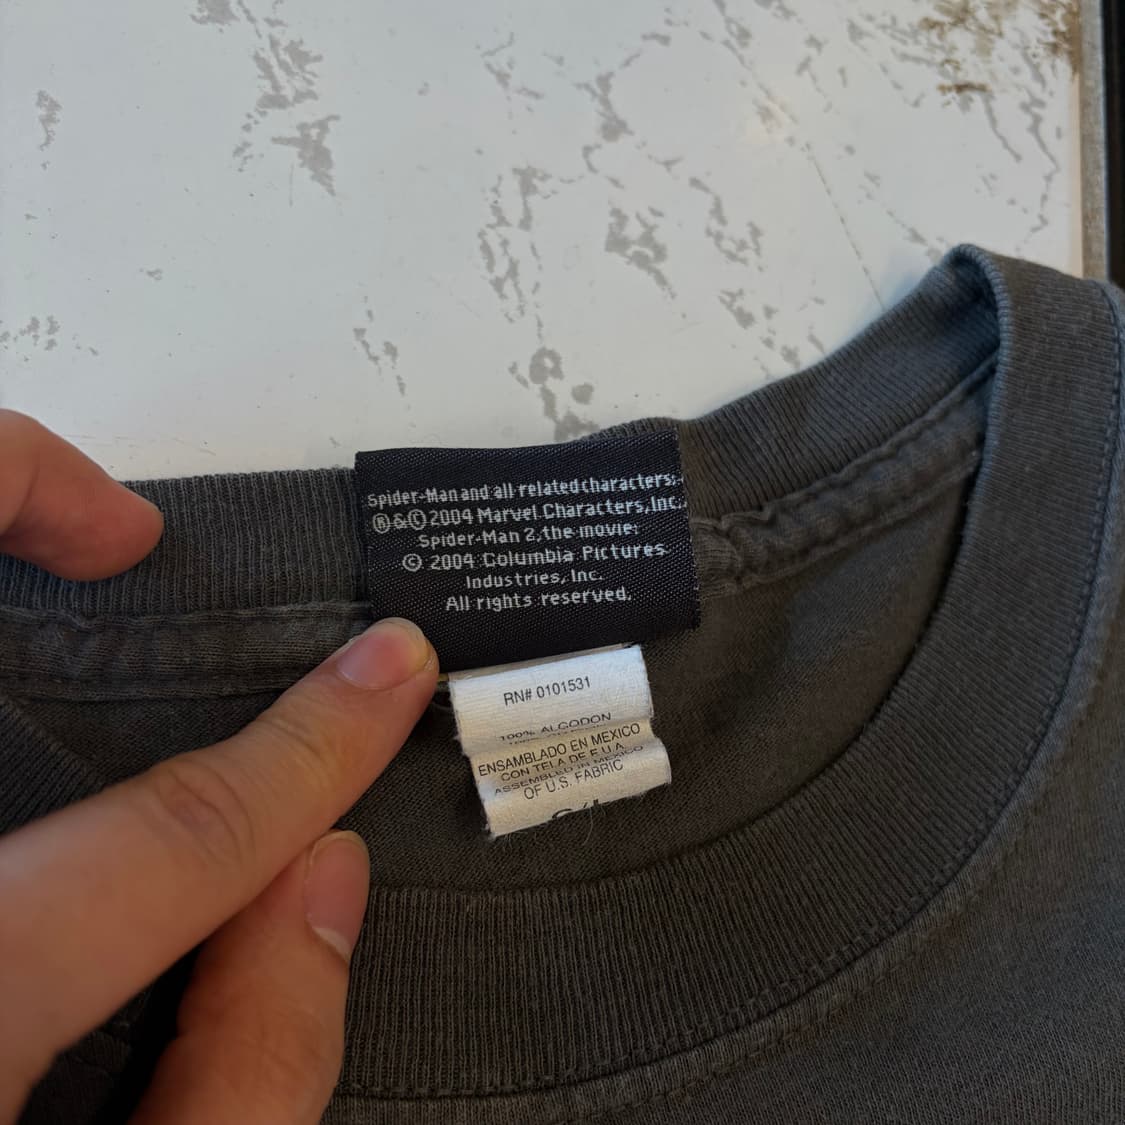 Spider-Man and all related characters:
®&© 2004 Marvel Characters, Inc.
Spider-Man 2, the movie:
© 2004 Columbia Pictures
Industries, Inc.
All rights reserved.
RN# 0101531
100% ALGODON
ENSAMBLADO EN MEXICO
CON TELA DE E.U.A.
ASSEMBLED IN MEXICO
OF U.S. FABRIC